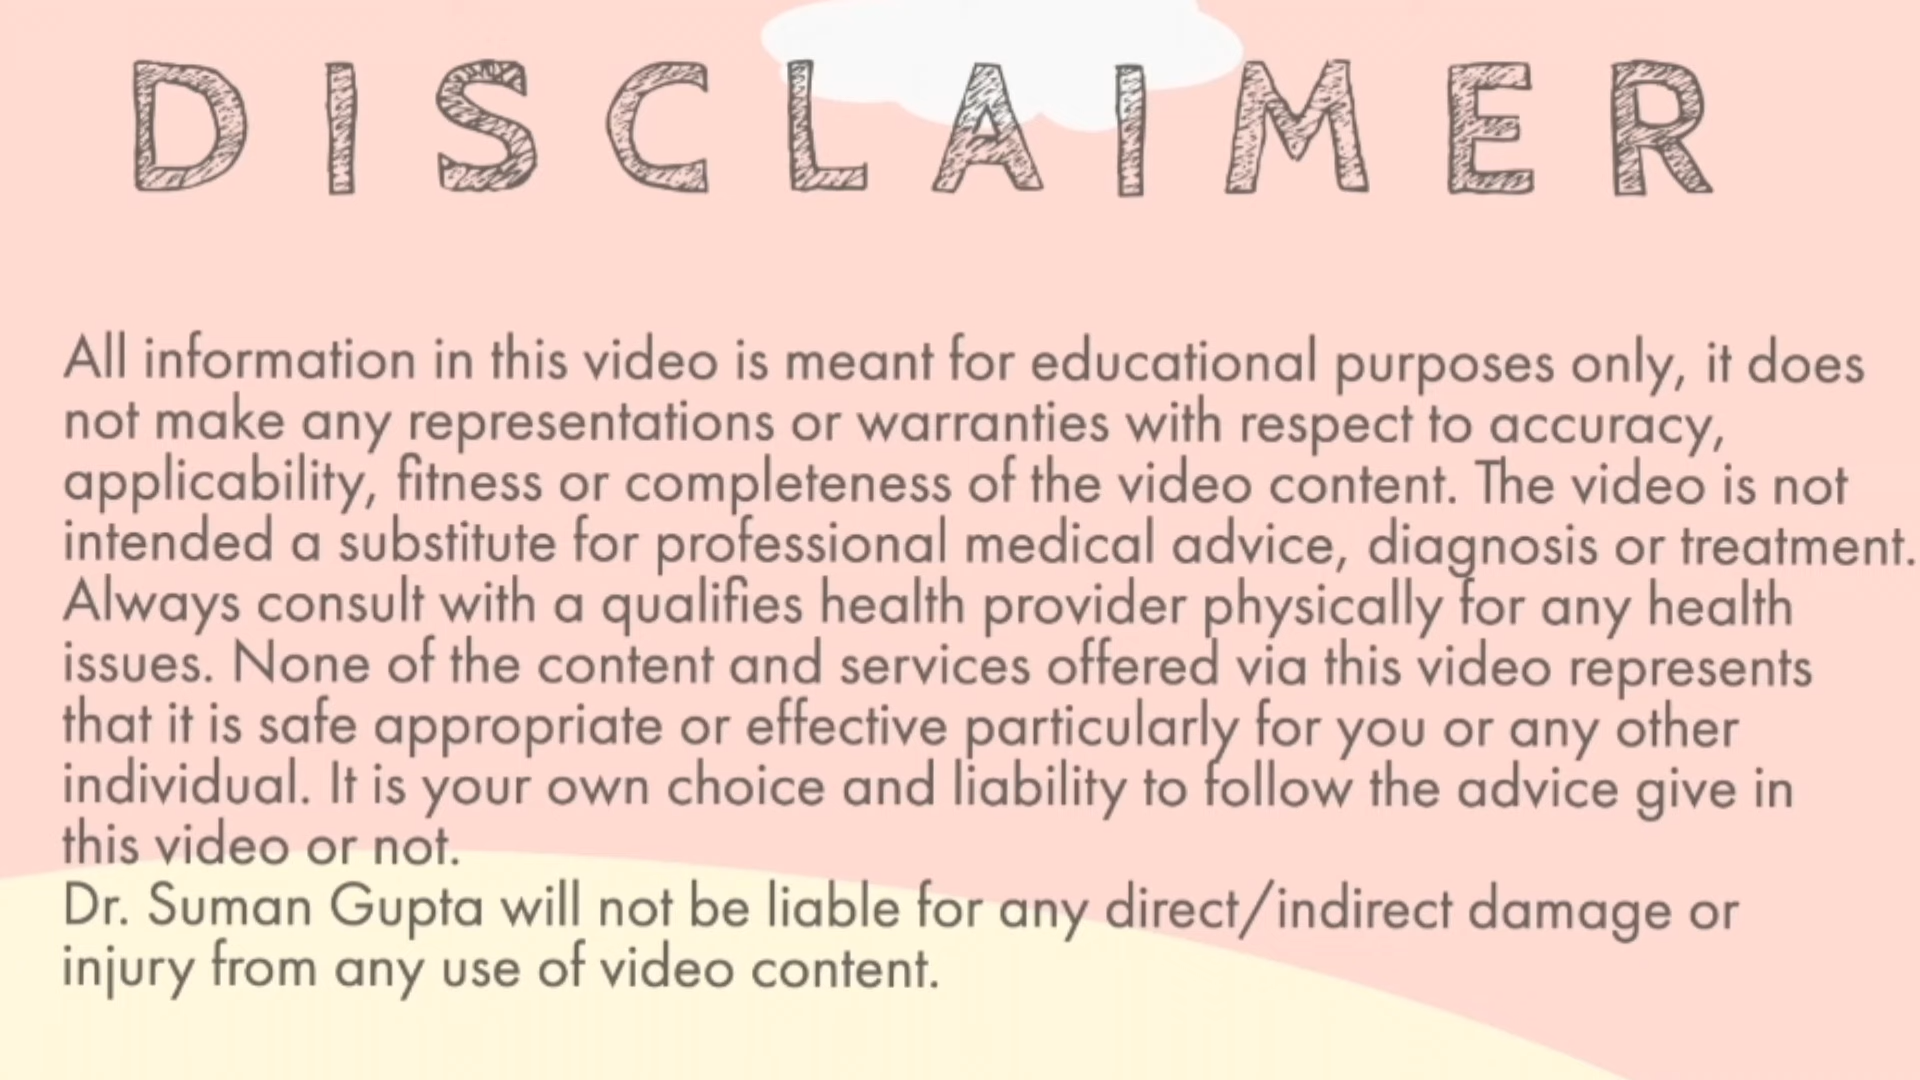 DISCLAIMER
All information in this video is meant for educational purposes only, it does
not make any representations or warranties with respect to accuracy,
applicability, fitness or completeness of the video content. The video is not
intended a substitute for professional medical advice, diagnosis or treatment.
Always consult with a qualifies health provider physically for any health
issues. None of the content and services offered via this video represents
that it is safe appropriate or effective particularly for you or any other
individual. It is your own choice and liability to follow the advice give in
this video or not.
Dr. Suman Gupta will not be liable for any direct/indirect damage or
injury from any use of video content.